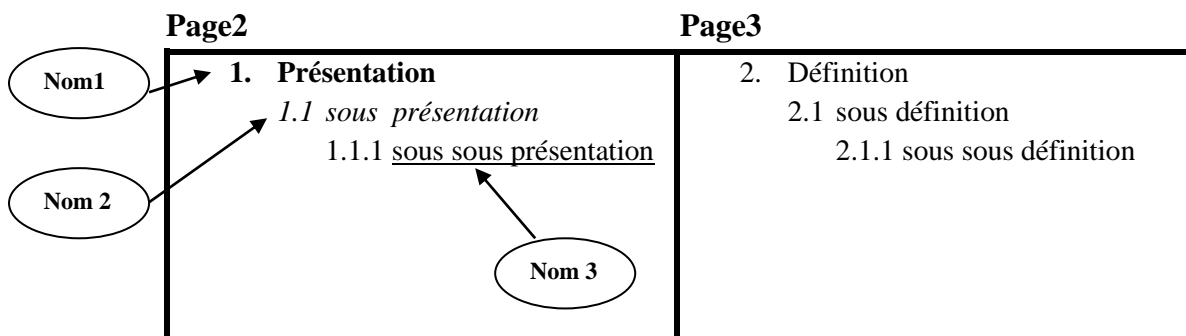 Page2
Page3
Nom1
1. Présentation
1.1 sous présentation
1.1.1 sous sous présentation
Nom 2
Nom 3
2. Définition
2.1 sous définition
2.1.1 sous sous définition